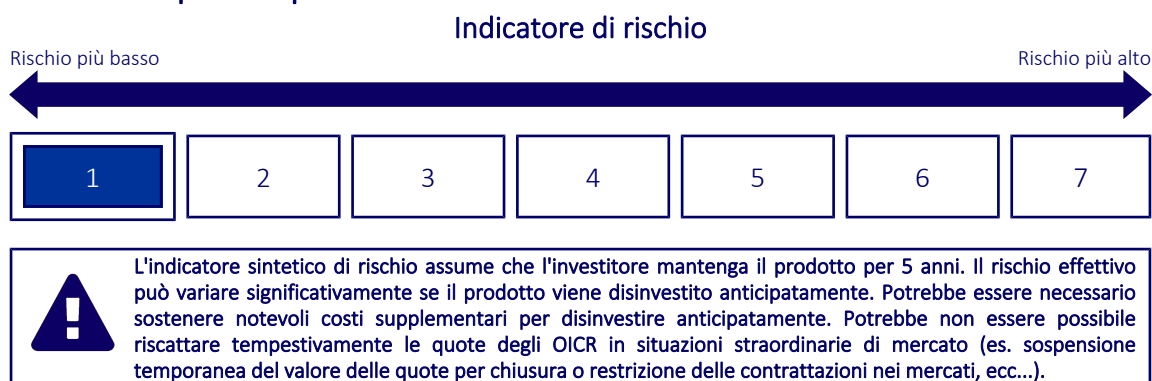 Indicatore di rischio
Rischio più basso Rischio più alto
1 2 3 4 5 6 7
L'indicatore sintetico di rischio assume che l'investitore mantenga il prodotto per 5 anni. Il rischio effettivo
può variare significativamente se il prodotto viene disinvestito anticipatamente. Potrebbe essere necessario
sostenere notevoli costi supplementari per disinvestire anticipatamente. Potrebbe non essere possibile
riscattare tempestivamente le quote degli OICR in situazioni straordinarie di mercato (es. sospensione
temporanea del valore delle quote per chiusura o restrizione delle contrattazioni nei mercati, ecc...).